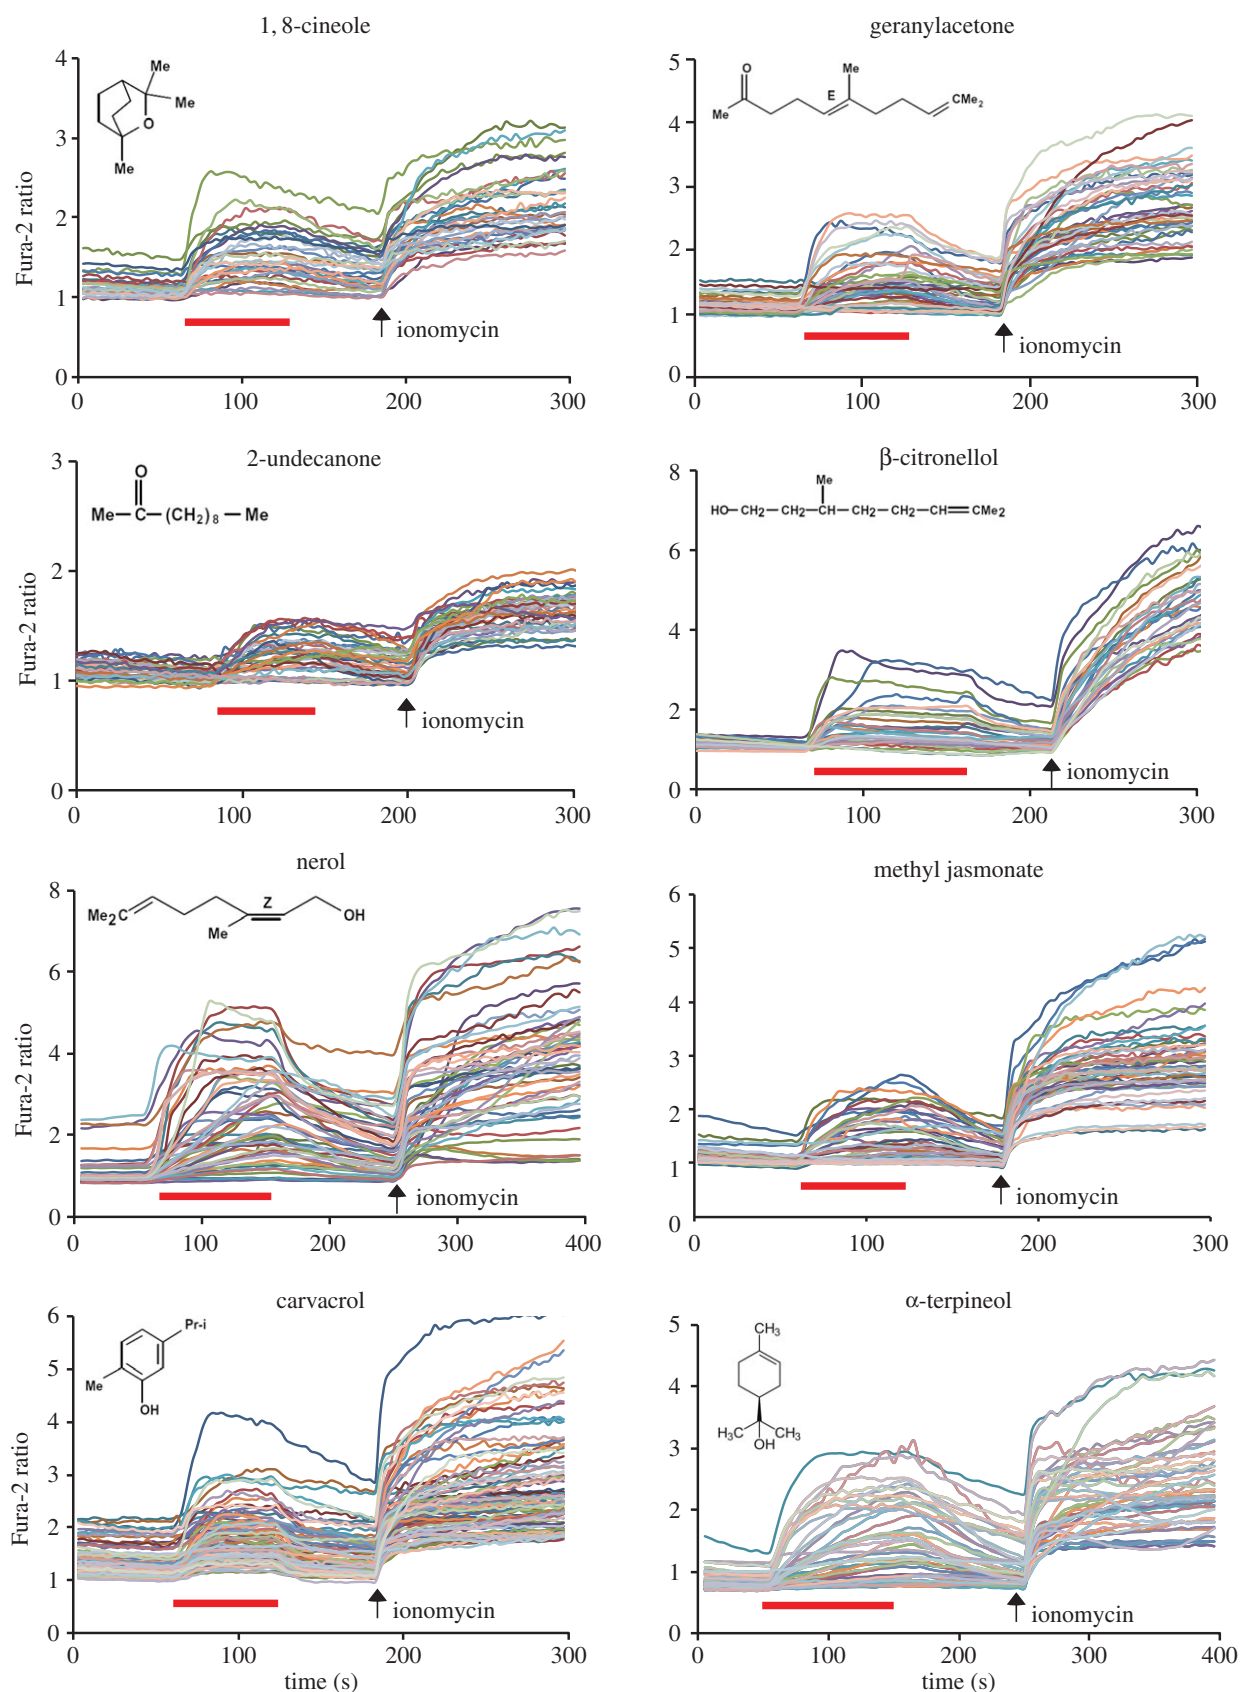 1, 8-cineole
4
3
2
1
0
Fura-2 ratio
Me
Me
O
Me
ionomycin
0
100
200
300
geranylacetone
5
4
3
2
1
0
O
Me
Me
E
CMe2
ionomycin
0
100
200
300
2-undecanone
3
2
1
0
Fura-2 ratio
O
Me—C—(CH2)8—Me
ionomycin
0
100
200
300
β-citronellol
8
6
4
2
0
Me
HO—CH2—CH2—CH—CH2—CH2—CH═CMe2
ionomycin
0
100
200
300
nerol
8
6
4
2
0
Fura-2 ratio
Me2
Z
Me
OH
ionomycin
0
100
200
300
400
methyl jasmonate
6
5
4
3
2
1
0
ionomycin
0
100
200
300
carvacrol
6
5
4
3
2
1
0
Fura-2 ratio
Pr-i
Me
OH
ionomycin
0
100
200
300
time (s)
α-terpineol
5
4
3
2
1
0
CH3
H3C
CH3
OH
ionomycin
0
100
200
300
400
time (s)